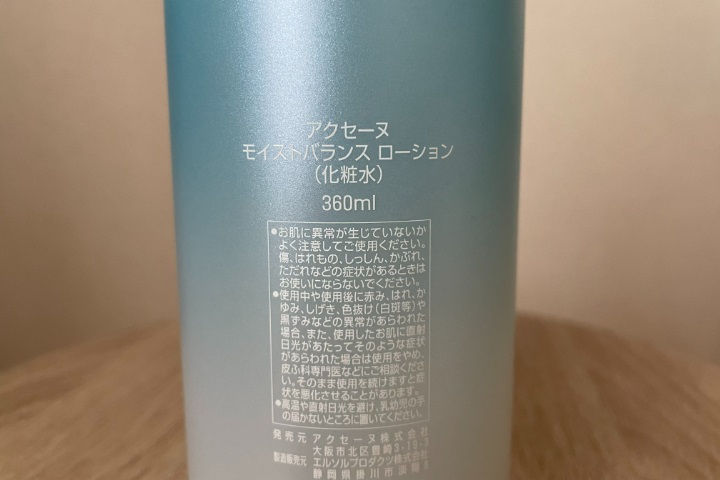 アクセーヌ
モイストバランス ローション
(化粧水)
360ml
●お肌に異常が生じていないか
よく注意してご使用ください。
傷、はれもの、しっしん、かぶれ、
ただれなどの症状があるときは
お使いにならないでください。
●使用中や使用後に赤み、はれ、か
ゆみ、しげき、色抜け(白斑等)や
黒ずみなどの異常があらわれた
場合、また、使用したお肌に直射
日光があたってそのような症状
があらわれた場合は使用をやめ、
皮ふ科専門医などにご相談くださ
い。そのまま使用を続けますと症
状を悪化させることがあります。
●高温や直射日光を避け、乳幼児の手
の届かないところに置いてください。
発売元 アクセーヌ株式会社
大阪市北区豊崎3-19-3
製造販売元 エルソルプロダクツ株式会社
静岡県掛川市淡陽